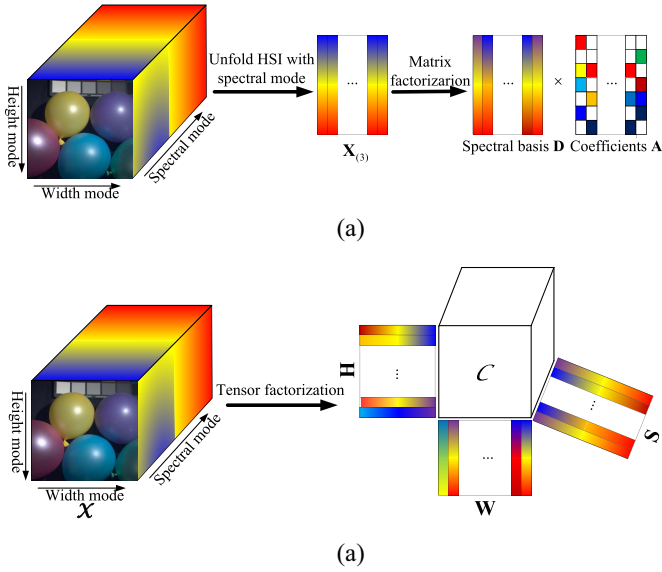 Height mode
Width mode
Spectral mode
Unfold HSI with
spectral mode
...
X(3)
Matrix
factorizarion
...
Spectral basis D
×
...
Coefficients A
(a)
Height mode
Width mode
Spectral mode
X
Tensor factorization
H
...
C
...
W
...
S
(a)